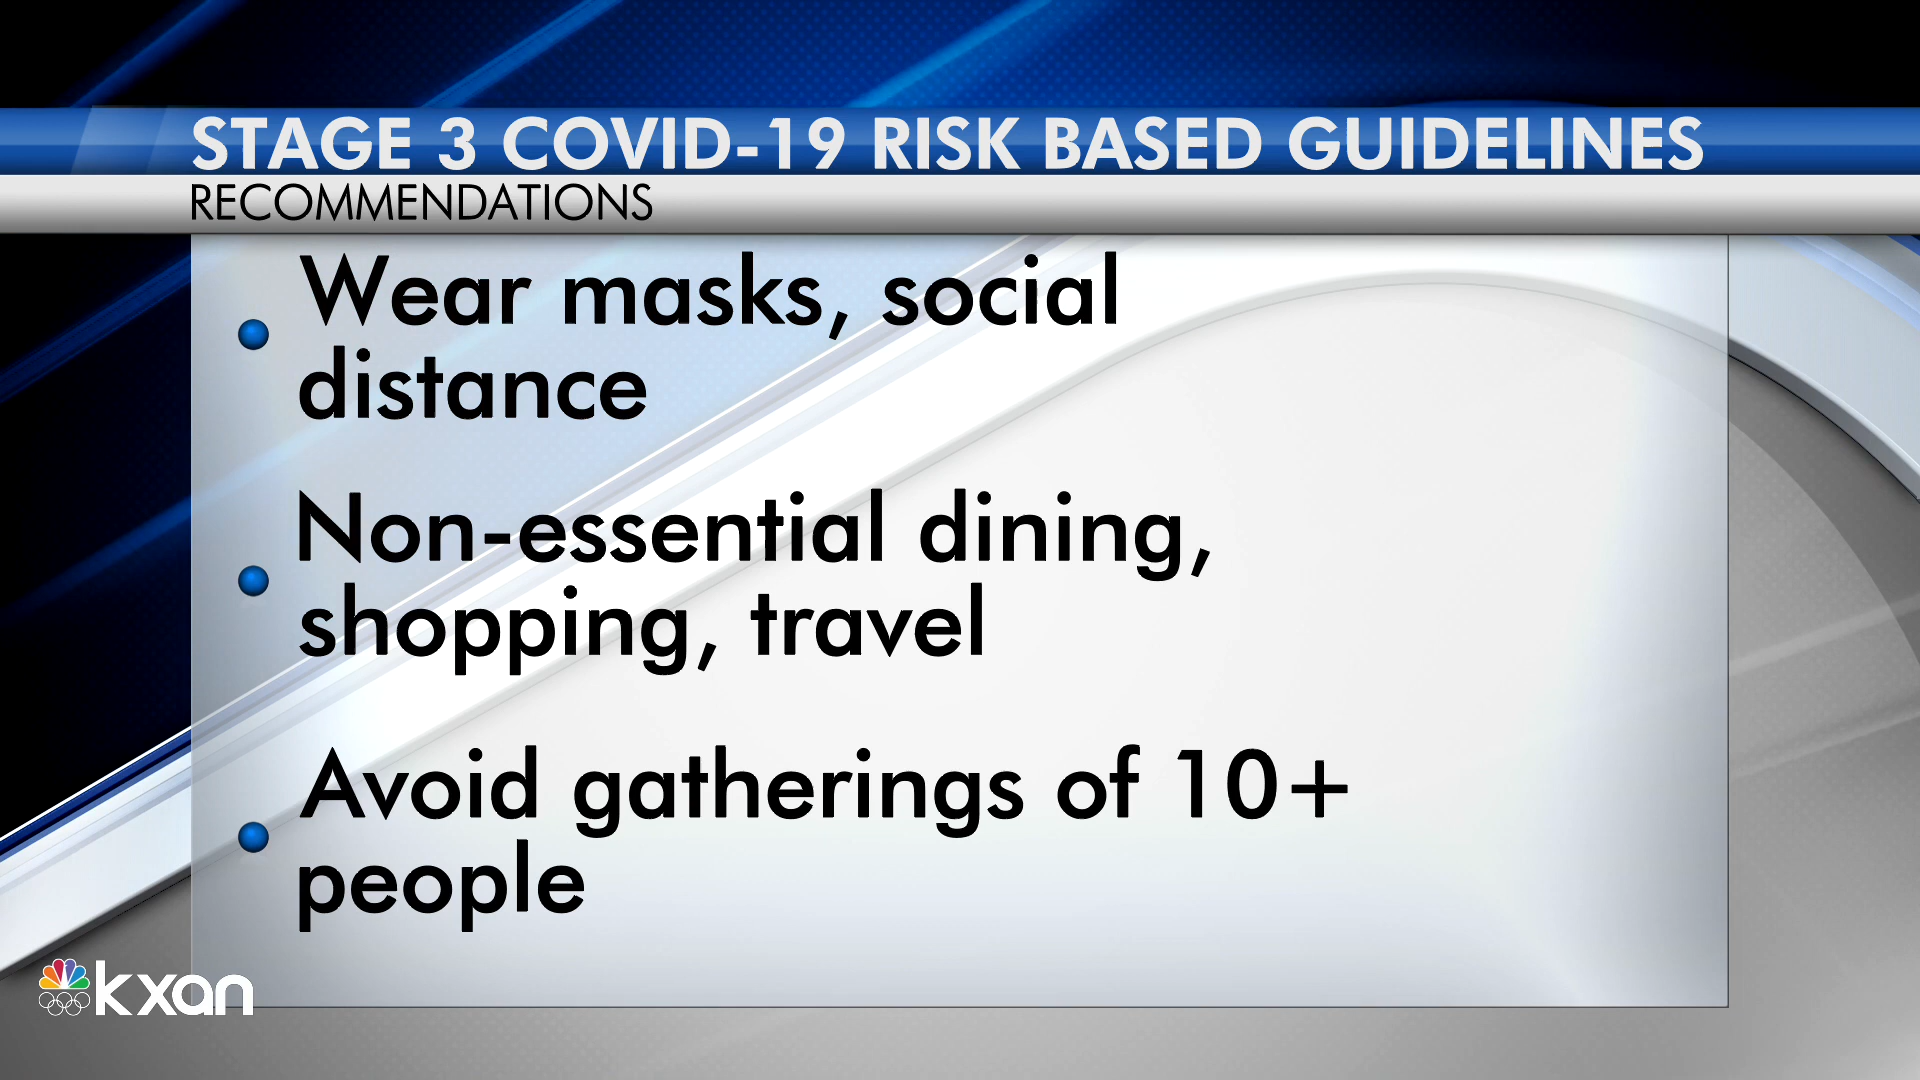 STAGE 3 COVID-19 RISK BASED GUIDELINES
RECOMMENDATIONS
Wear masks, social
distance
Non-essential dining,
shopping, travel
Avoid gatherings of 10+
people
kxan